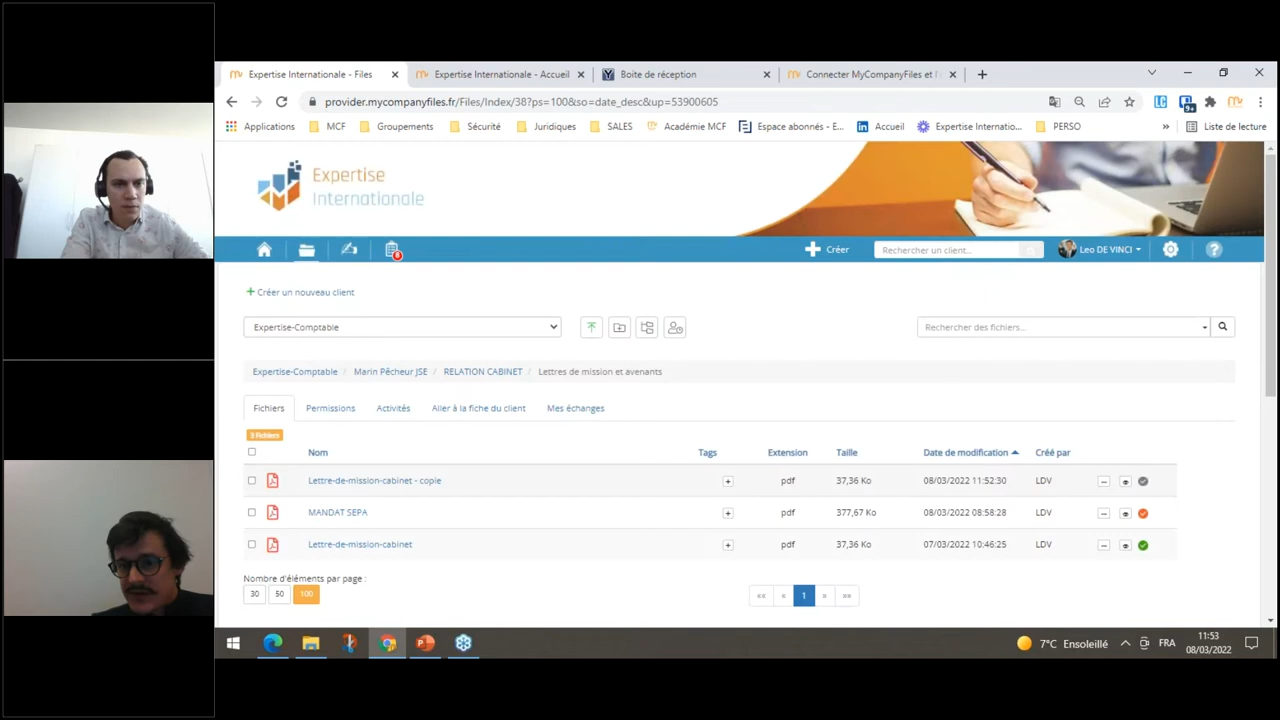 Expertise Internationale - Files
Expertise Internationale - Accueil
Boite de réception
Connecter MyCompanyFiles et l'
provider.mycompanyfiles.fr/Files/Index/38?ps=100&so=date_desc&up=53900605
9+
Applications
MCF
Groupements
Sécurité
Juridiques
SALES
Académie MCF
Espace abonnés - E...
Accueil
Expertise Internatio...
PERSO
»
Liste de lecture
Expertise
Internationale
Créer
Rechercher un client...
Leo DE VINCI
+ Créer un nouveau client
Expertise-Comptable
Rechercher des fichiers...
Expertise-Comptable / Marin Pêcheur JSE / RELATION CABINET / Lettres de mission et avenants
Fichiers
Permissions
Activités
Aller à la fiche du client
Mes échanges
3 Fichiers
Nom Tags Extension Taille Date de modification Créé par
Lettre-de-mission-cabinet - copie + pdf 37,36 Ko 08/03/2022 11:52:30 LDV
MANDAT SEPA + pdf 377,67 Ko 08/03/2022 08:58:28 LDV
Lettre-de-mission-cabinet + pdf 37,36 Ko 07/03/2022 10:46:25 LDV
Nombre d'éléments par page :
30 50 100
«« « 1 » »»
7°C Ensoleillé
FRA
11:53
08/03/2022